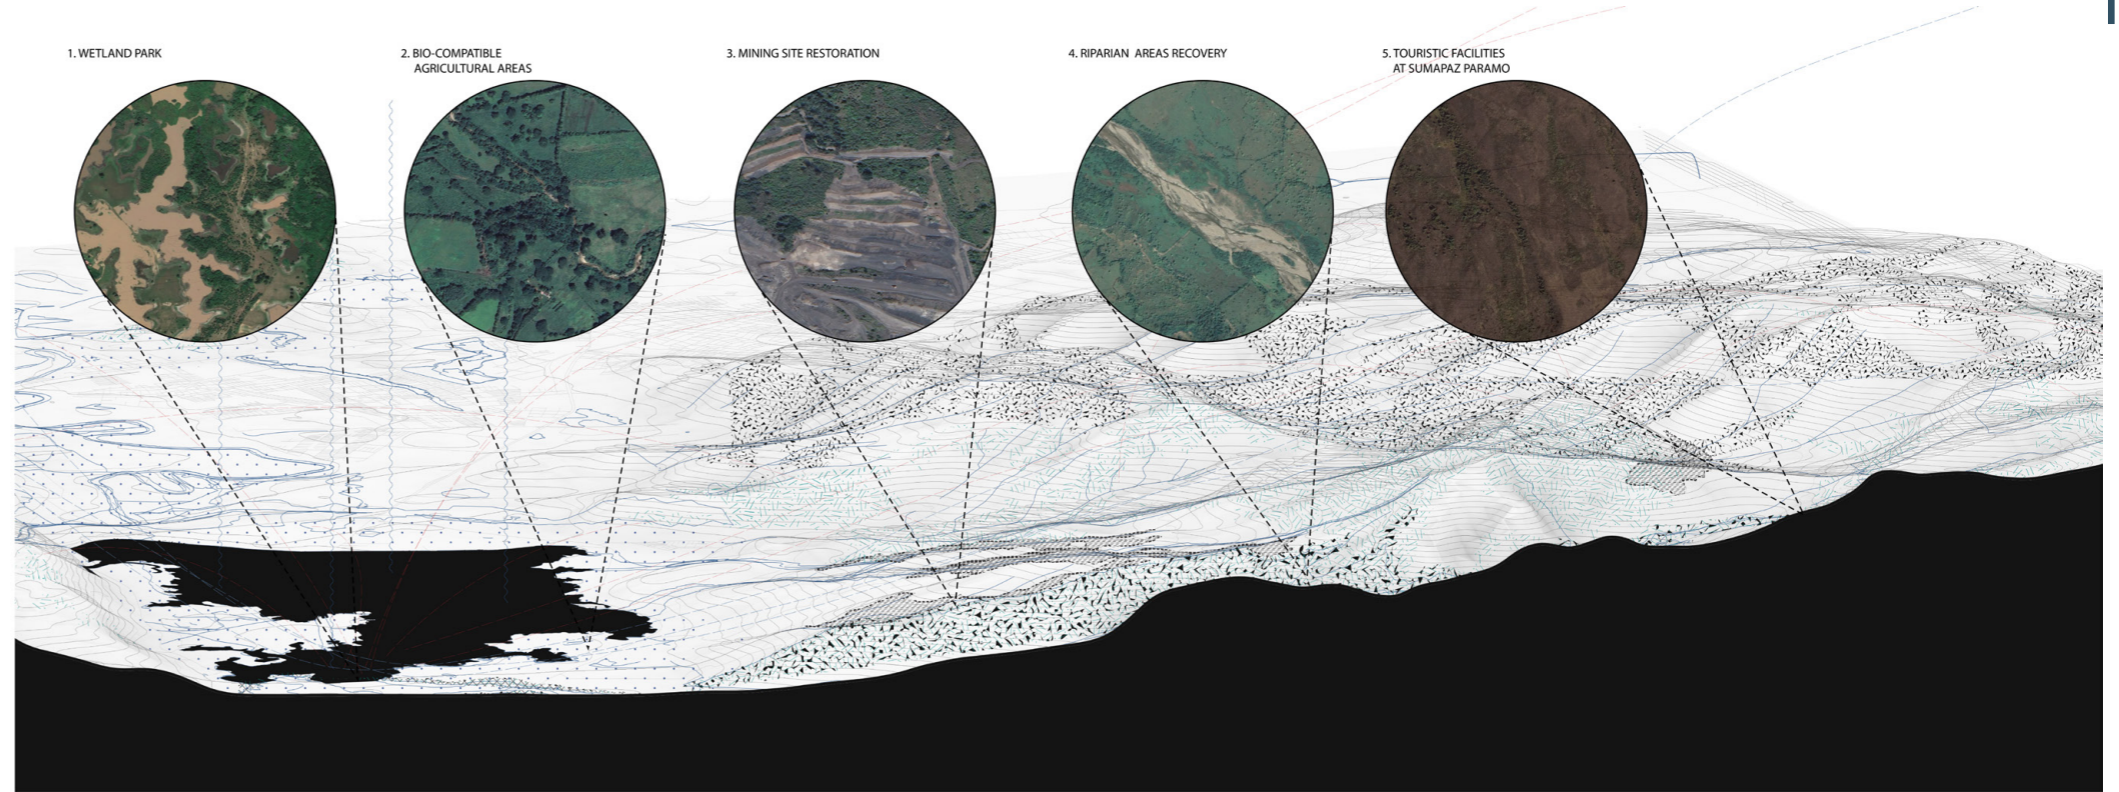 1. WETLAND PARK
2. BIO-COMPATIBLE
AGRICULTURAL AREAS
3. MINING SITE RESTORATION
4. RIPARIAN AREAS RECOVERY
5. TOURISTIC FACILITIES
AT SUMAPAZ PARAMO